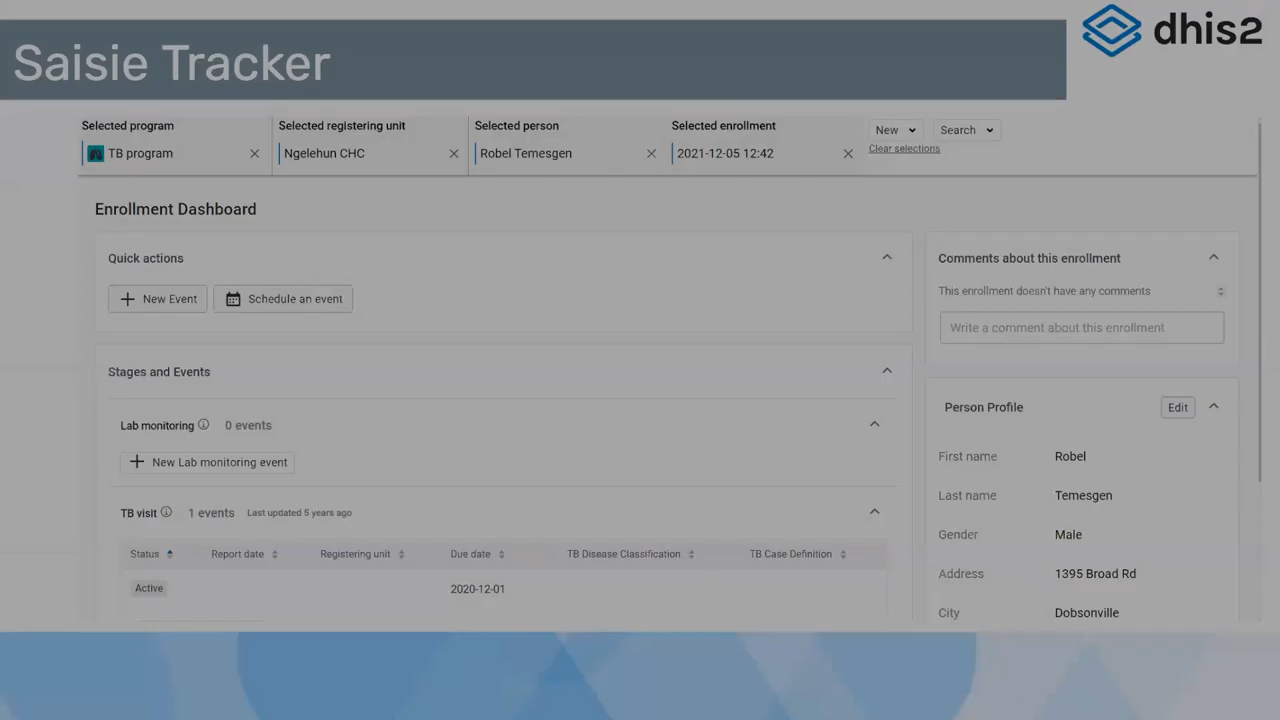 Saisie Tracker
dhis2
Selected program
Selected registering unit
Selected person
Selected enrollment
New
Search
TB program
Ngelehun CHC
Robel Temesgen
2021-12-05 12:42
Clear selections
Enrollment Dashboard
Quick actions
New Event
Schedule an event
Comments about this enrollment
This enrollment doesn't have any comments
Write a comment about this enrollment
Stages and Events
Lab monitoring 0 events
New Lab monitoring event
TB visit 1 events Last updated 5 years ago
Status Report date Registering unit Due date TB Disease Classification TB Case Definition
Active 2020-12-01
Person Profile
Edit
First name Robel
Last name Temesgen
Gender Male
Address 1395 Broad Rd
City Dobsonville